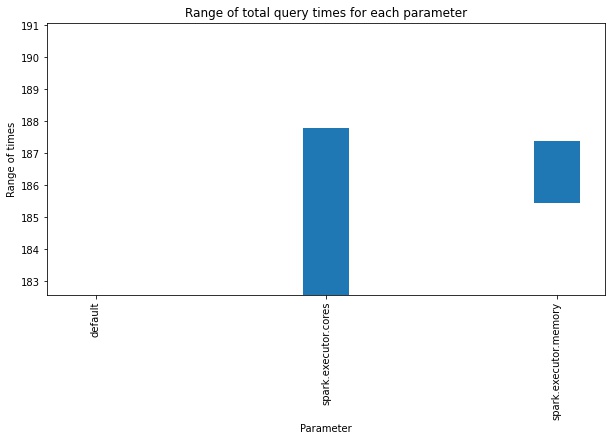 Range of total query times for each parameter
191
190
189
188
187
186
185
184
183
Range of times
default
spark.executor.cores
spark.executor.memory
Parameter